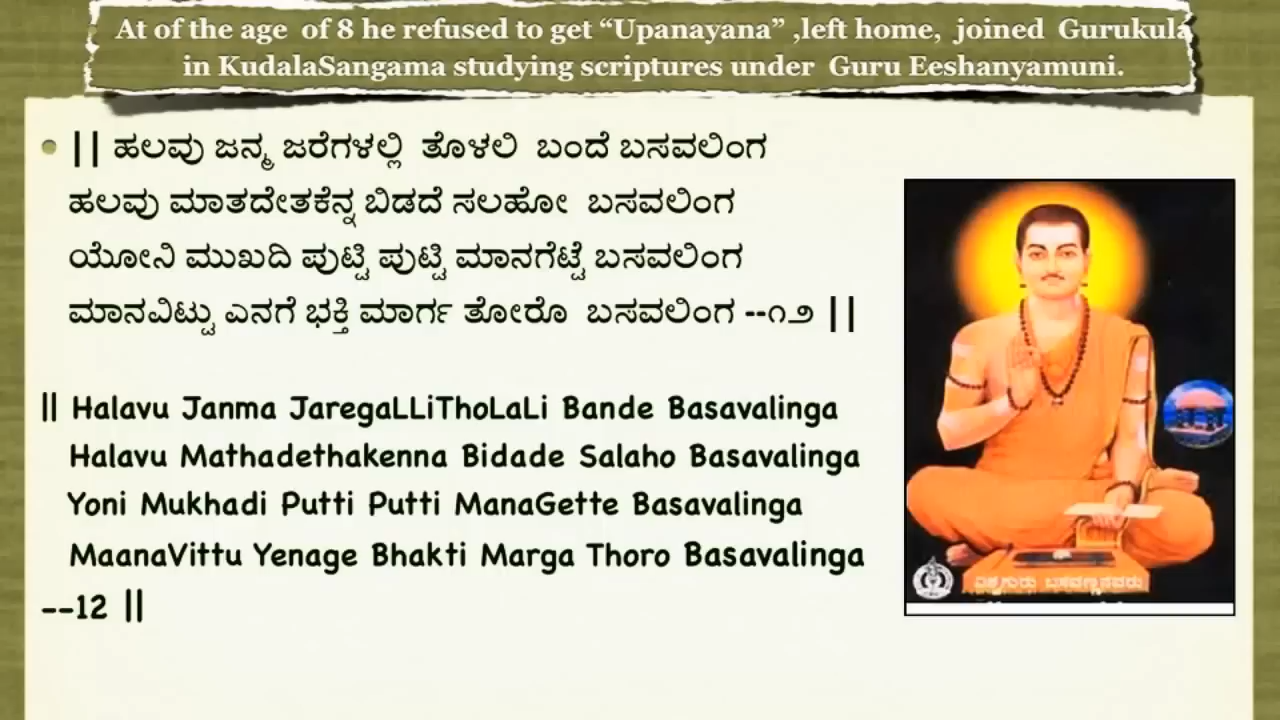 At of the age of 8 he refused to get “Upanayana” ,left home, joined Gurukula
in KudalaSangama studying scriptures under Guru Eeshanyamuni.
|| ಹಲವು ಜನ್ಮ ಜರೆಗಳಲ್ಲಿ ತೊಳಲಿ ಬಂದೆ ಬಸವಲಿಂಗ
ಹಲವು ಮಾತದೇತಕೆನ್ನ ಬಿಡದೆ ಸಲಹೋ ಬಸವಲಿಂಗ
ಯೋನಿ ಮುಖದಿ ಪುಟ್ಟಿ ಪುಟ್ಟಿ ಮಾನಗೆಟ್ಟೆ ಬಸವಲಿಂಗ
ಮಾನವಿಟ್ಟು ಎನಗೆ ಭಕ್ತಿ ಮಾರ್ಗ ತೋರೊ ಬಸವಲಿಂಗ --೧೨ ||
|| Halavu Janma JaregaLLiThoLaLi Bande Basavalinga
Halavu Mathadethakenna Bidade Salaho Basavalinga
Yoni Mukhadi Putti Putti ManaGette Basavalinga
MaanaVittu Yenage Bhakti Marga Thoro Basavalinga
--12 ||
ವಿಶ್ವಗುರು ಬಸವಣ್ಣನವರು